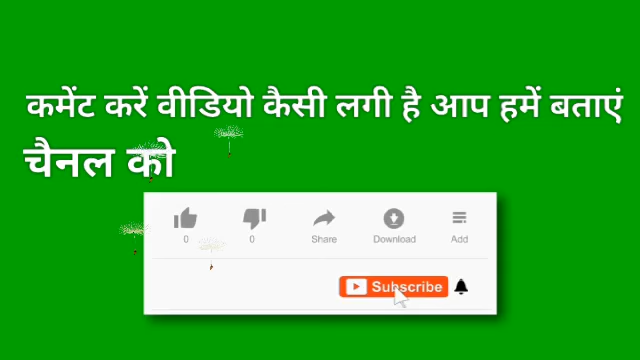 कमेंट करें वीडियो कैसी लगी है आप हमें बताएं
चैनल को
0 0 Share Download Add
Subscribe